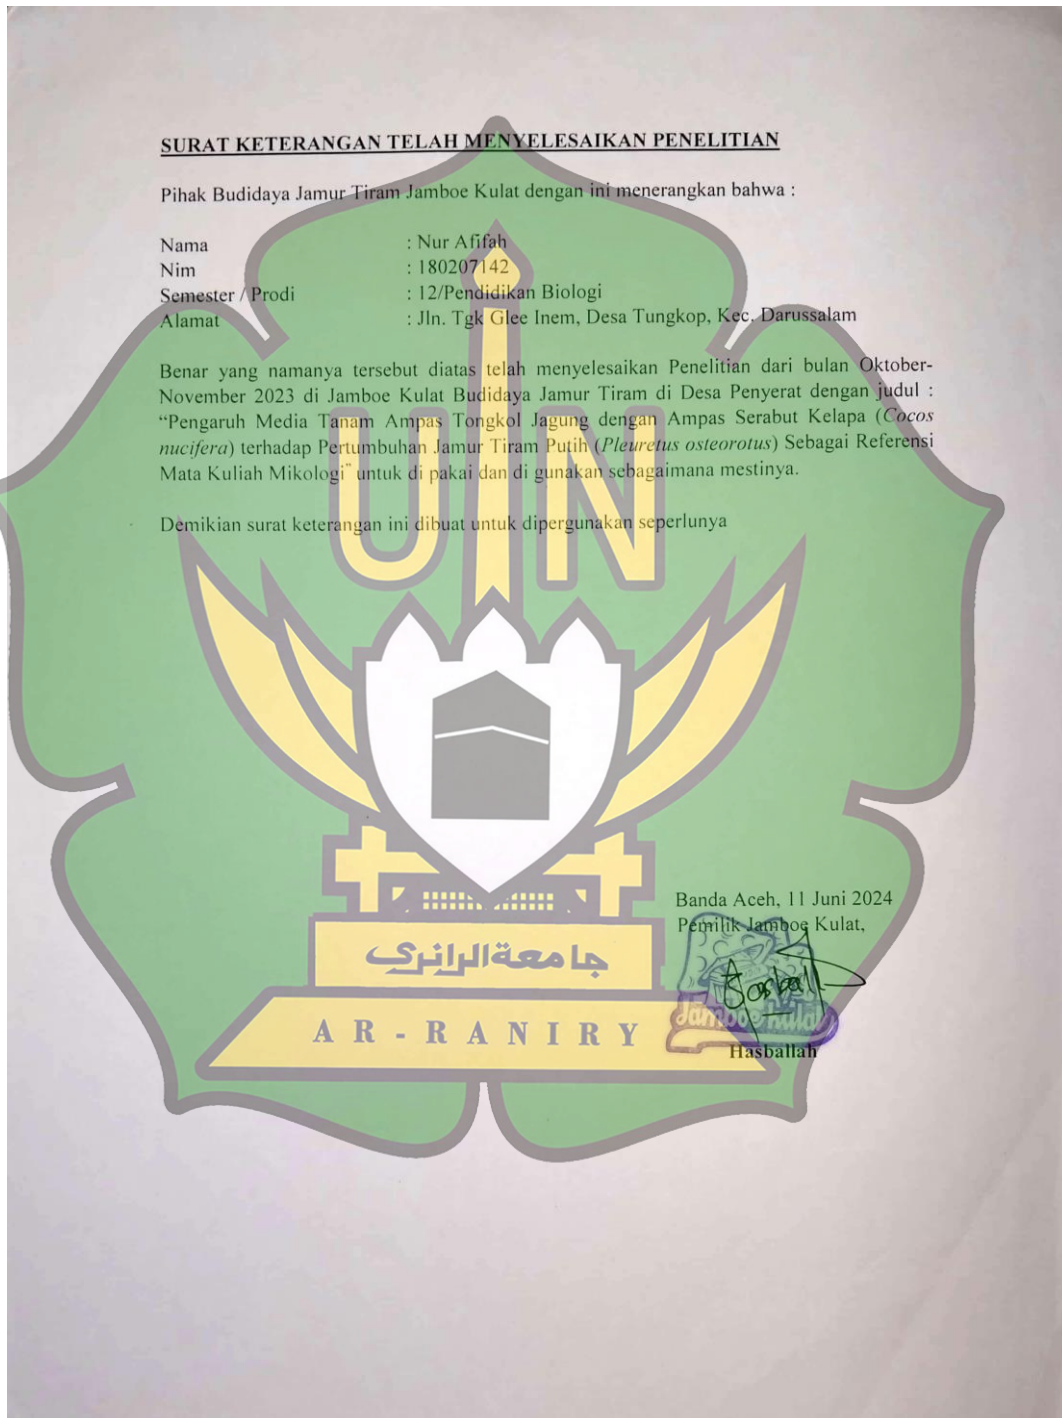 SURAT KETERANGAN TELAH MENYELESAIKAN PENELITIAN
Pihak Budidaya Jamur Tiram Jamboe Kulat dengan ini menerangkan bahwa :
Nama : Nur Afifah
Nim : 180207142
Semester / Prodi : 12/Pendidikan Biologi
Alamat : Jln. Tgk Glee Inem, Desa Tungkop, Kec. Darussalam
Benar yang namanya tersebut diatas telah menyelesaikan Penelitian dari bulan Oktober-
November 2023 di Jamboe Kulat Budidaya Jamur Tiram di Desa Penyerat dengan judul :
“Pengaruh Media Tanam Ampas Tongkol Jagung dengan Ampas Serabut Kelapa (Cocos
nucifera) terhadap Pertumbuhan Jamur Tiram Putih (Pleuretus osteorotus) Sebagai Referensi
Mata Kuliah Mikologi” untuk di pakai dan di gunakan sebagaimana mestinya.
Demikian surat keterangan ini dibuat untuk dipergunakan seperlunya
UIN
جامعة الرانري
AR-RANIRY
Banda Aceh, 11 Juni 2024
Pemilik Jamboe Kulat,
Jamboe kulat
Hasballah